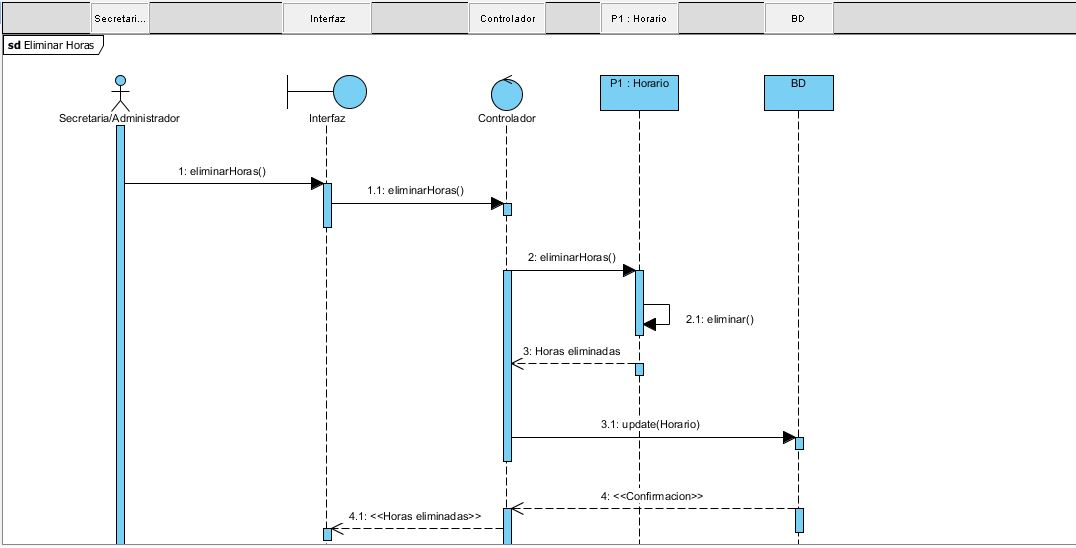 Secretari...
Interfaz
Controlador
P1 : Horario
BD
sd Eliminar Horas
P1 : Horario
BD
Secretaria/Administrador
Interfaz
Controlador
1: eliminarHoras()
1.1: eliminarHoras()
2: eliminarHoras()
2.1: eliminar()
3: Horas eliminadas
3.1: update(Horario)
4: <<Confirmacion>>
4.1: <<Horas eliminadas>>